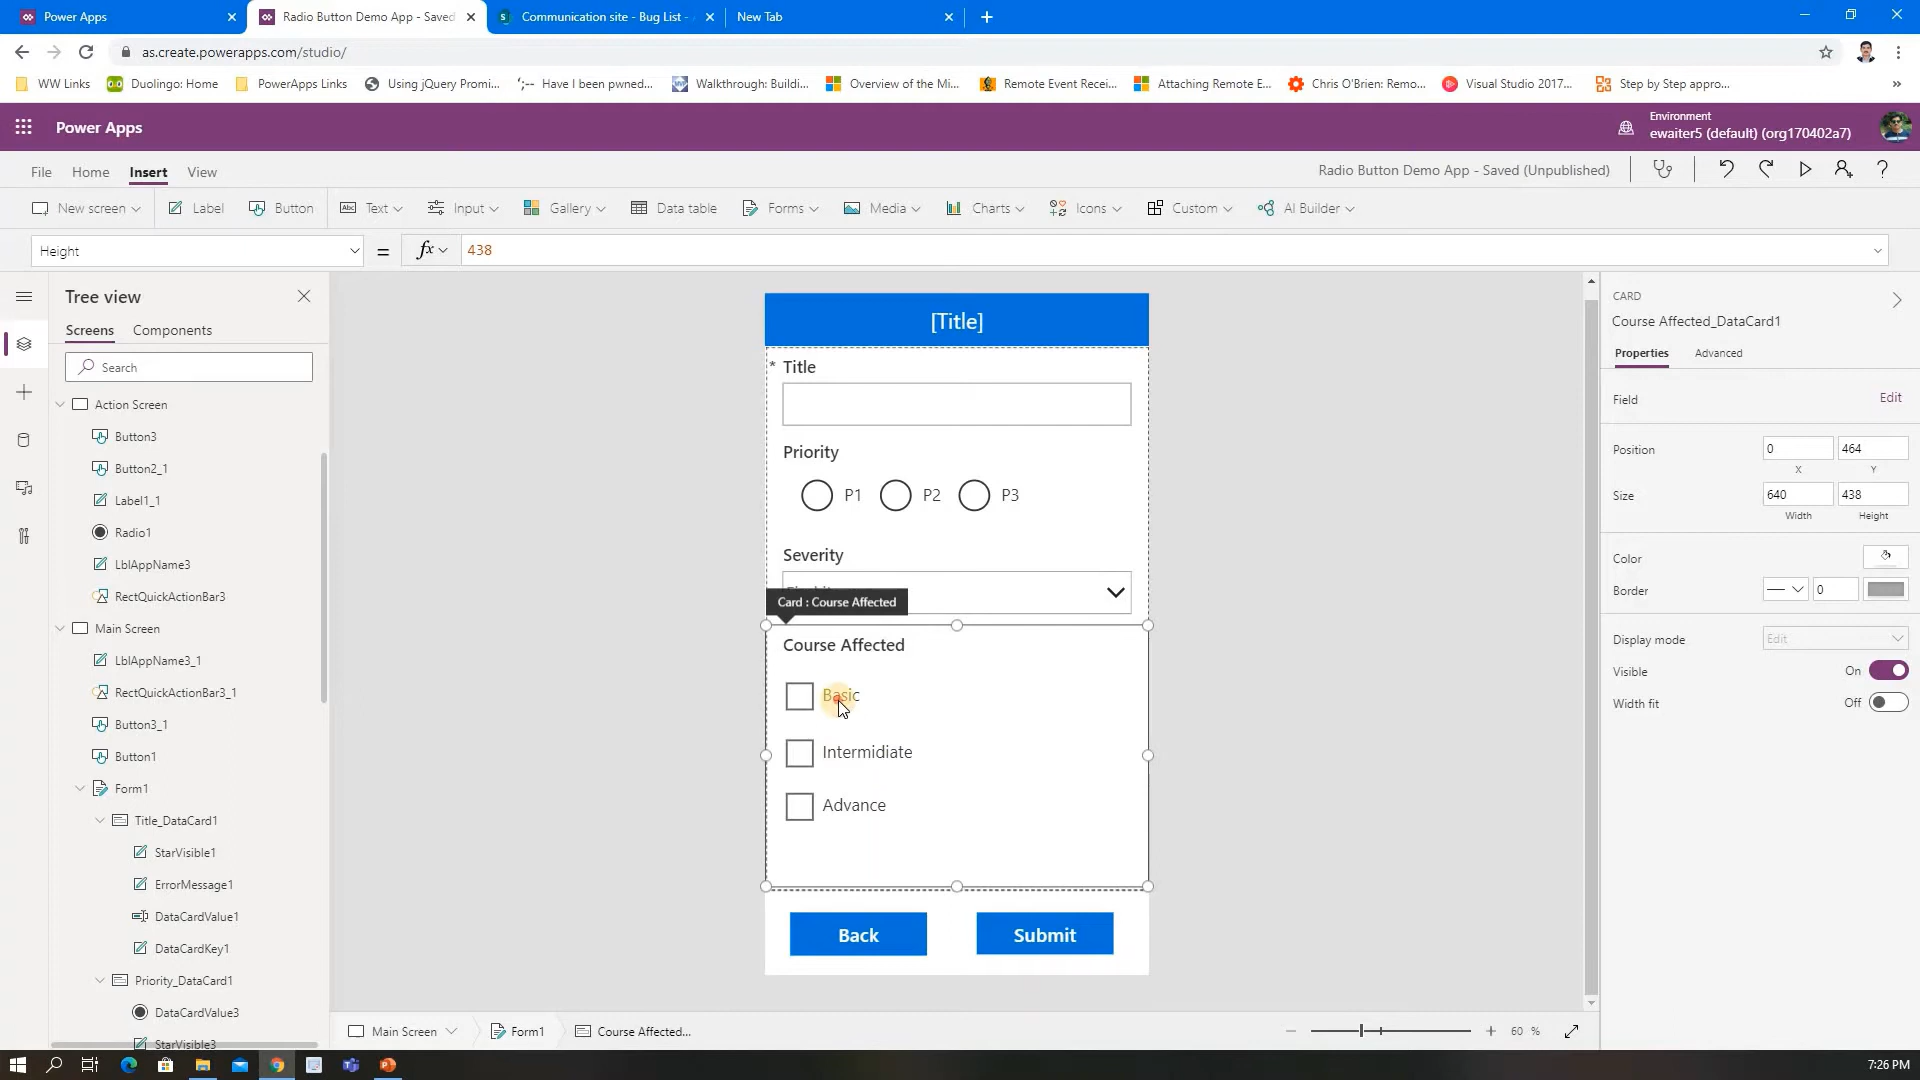 Power Apps
Radio Button Demo App - Saved
Communication site - Bug List -
New Tab
as.create.powerapps.com/studio/
WW Links
Duolingo: Home
PowerApps Links
Using jQuery Promi...
Have I been pwned...
Walkthrough: Buildi...
Overview of the Mi...
Remote Event Recei...
Attaching Remote E...
Chris O'Brien: Remo...
Visual Studio 2017...
Step by Step appro...
Power Apps
Environment
ewaiter5 (default) (org170402a7)
File Home Insert View
Radio Button Demo App - Saved (Unpublished)
New screen Label Button Text Input Gallery Data table Forms Media Charts Icons Custom AI Builder
Height = fx 438
Tree view
Screens Components
Search
Action Screen
Button3
Button2_1
Label1_1
Radio1
LblAppName3
RectQuickActionBar3
Main Screen
LblAppName3_1
RectQuickActionBar3_1
Button3_1
Button1
Form1
Title_DataCard1
StarVisible1
ErrorMessage1
DataCardValue1
DataCardKey1
Priority_DataCard1
DataCardValue3
StarVisible3
[Title]
* Title
Priority
P1 P2 P3
Severity
Card : Course Affected
Course Affected
Basic
Intermidiate
Advance
Back Submit
Main Screen Form1 Course Affected...
60 %
CARD
Course Affected_DataCard1
Properties Advanced
Field Edit
Position 0 464
X Y
Size 640 438
Width Height
Color
Border 0
Display mode Edit
Visible On
Width fit Off
7:26 PM